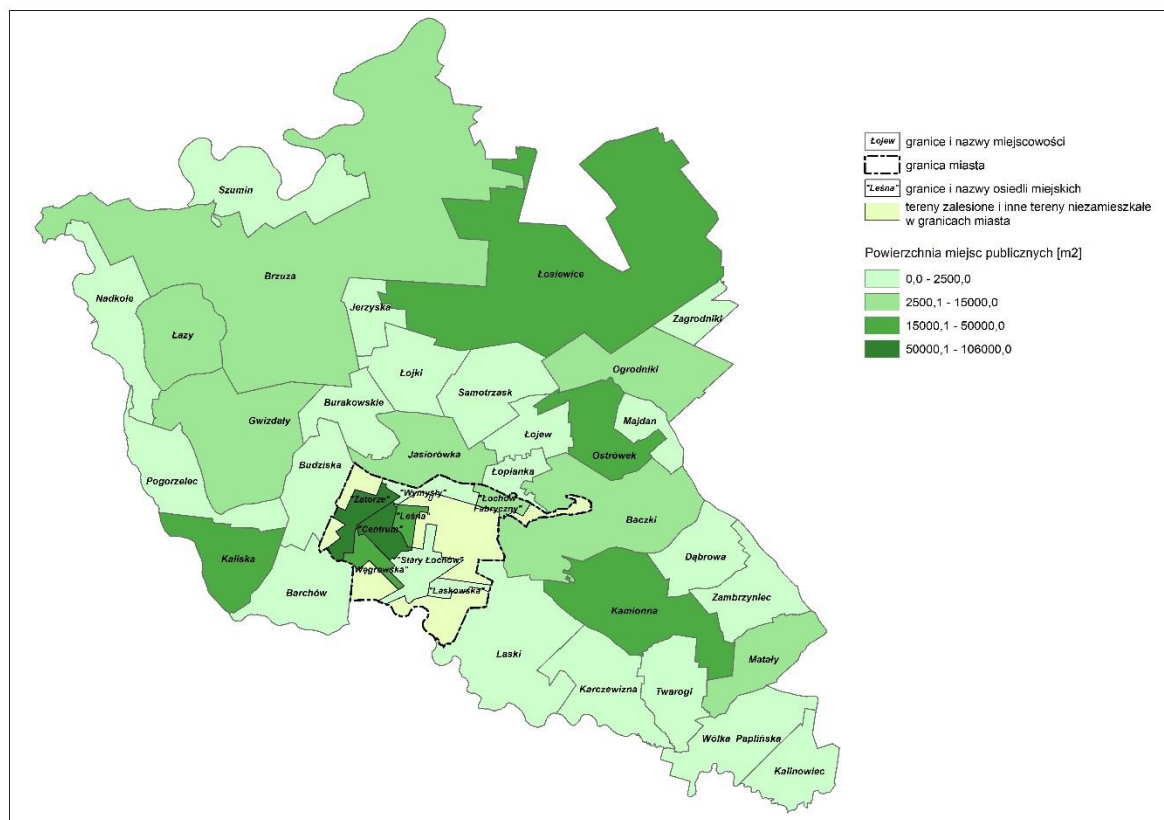 Łojew granice i nazwy miejscowości
granica miasta
"Leśna" granice i nazwy osiedli miejskich
tereny zalesione i inne tereny niezamieszkałe
w granicach miasta
Powierzchnia miejsc publicznych [m2]
0,0 - 2500,0
2500,1 - 15000,0
15000,1 - 50000,0
50000,1 - 106000,0
Szumin
Brzuza
Łosiewice
Nadkole
Jerzyska
Zagrodniki
Łazy
Łojki
Ogrodniki
Samotrzask
Burakowskie
Gwizdały
Majdan
Łojew
Jasiorówka
Ostrówek
Budziska
Łopianka
Pogorzelec
"Zatorze"
"Wymysły"
"Łochów
Fabryczny"
"Leśna"
Baczki
"Centrum"
Kaliska
"Stary Łochów"
Dąbrowa
"Węgrowska"
"Laskowska"
Barchów
Zambrzyniec
Kamionna
Laski
Matały
Karczewizna
Twarogi
Wólka Paplińska
Kalinowiec